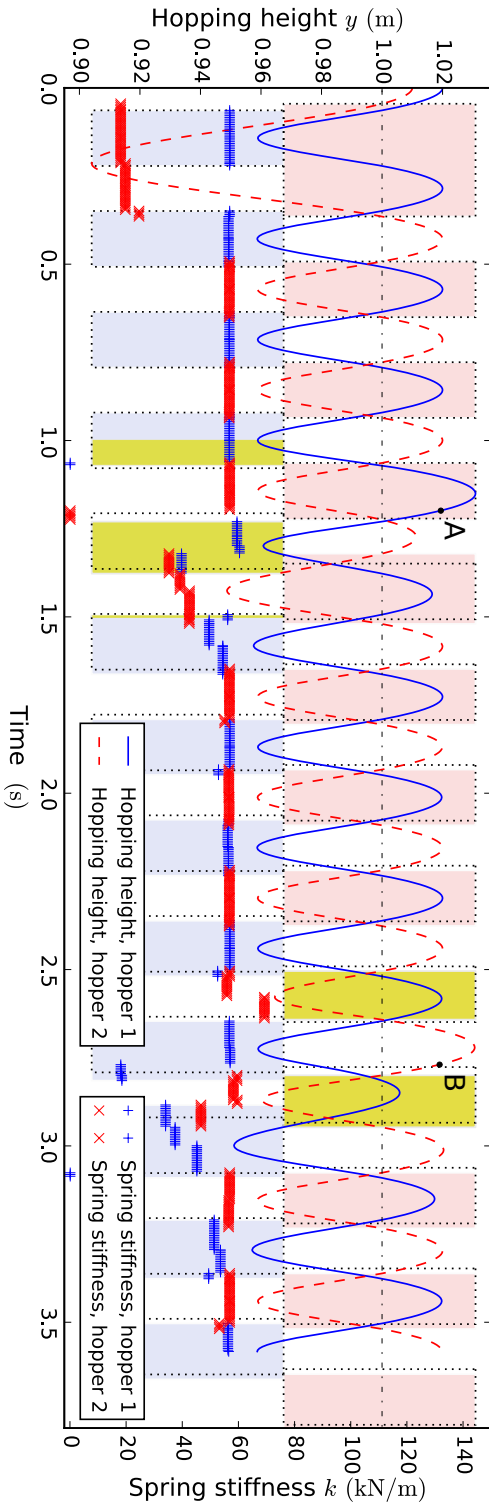 Hopping height y (m)
0.90 0.92 0.94 0.96 0.98 1.00 1.02
0.0 0.5 1.0 1.5 2.0 2.5 3.0 3.5
Time (s)
0 20 40 60 80 100 120 140
Spring stiffness k (kN/m)
A
B
Hopping height, hopper 1
Hopping height, hopper 2
Spring stiffness, hopper 1
Spring stiffness, hopper 2